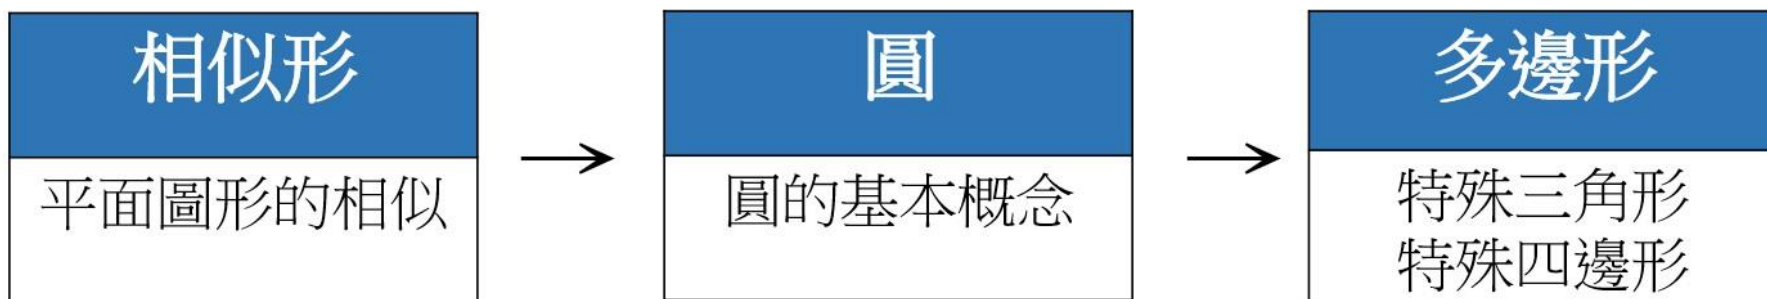 相似形
平面圖形的相似
圓
圓的基本概念
多邊形
特殊三角形
特殊四邊形